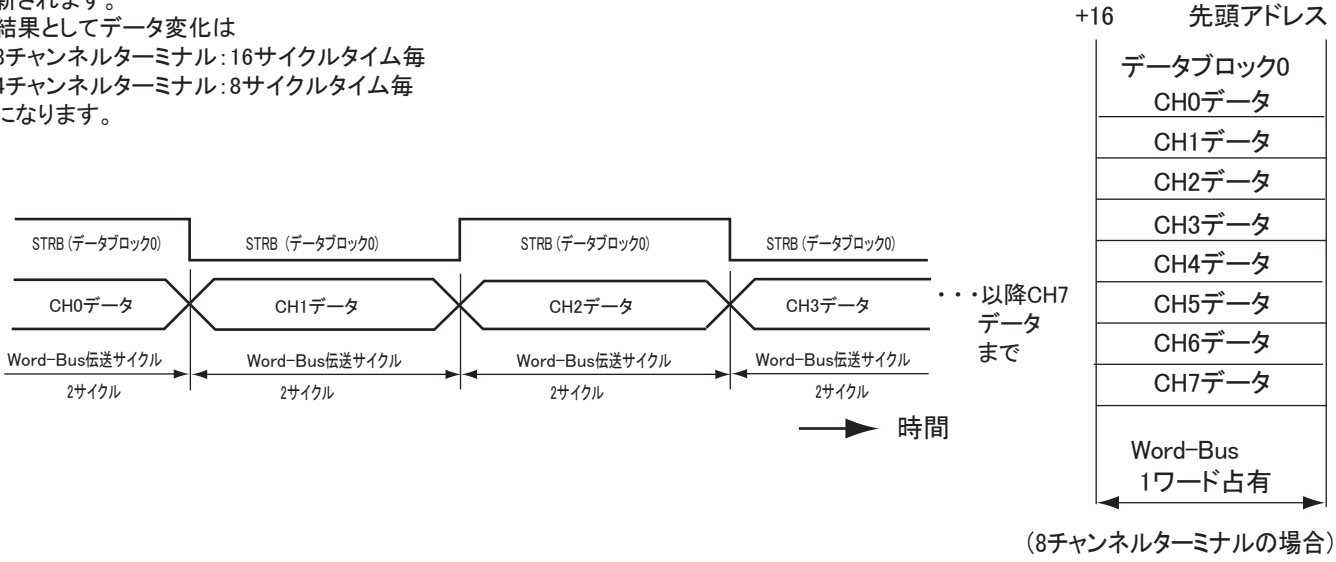 新されます。
結果としてデータ変化は
チャンネルターミナル：16サイクルタイム毎
4チャンネルターミナル：8サイクルタイム毎
になります。
+16 先頭アドレス
データブロック0
CH0データ
CH1データ
CH2データ
CH3データ
CH4データ
CH5データ
CH6データ
CH7データ
Word-Bus
1ワード占有
(8チャンネルターミナルの場合)
STRB（データブロック0） STRB（データブロック0） STRB（データブロック0） STRB（データブロック0）
CH0データ CH1データ CH2データ CH3データ
・・・以降CH7
データ
まで
Word-Bus伝送サイクル Word-Bus伝送サイクル Word-Bus伝送サイクル Word-Bus伝送サイクル
2サイクル 2サイクル 2サイクル 2サイクル
時間